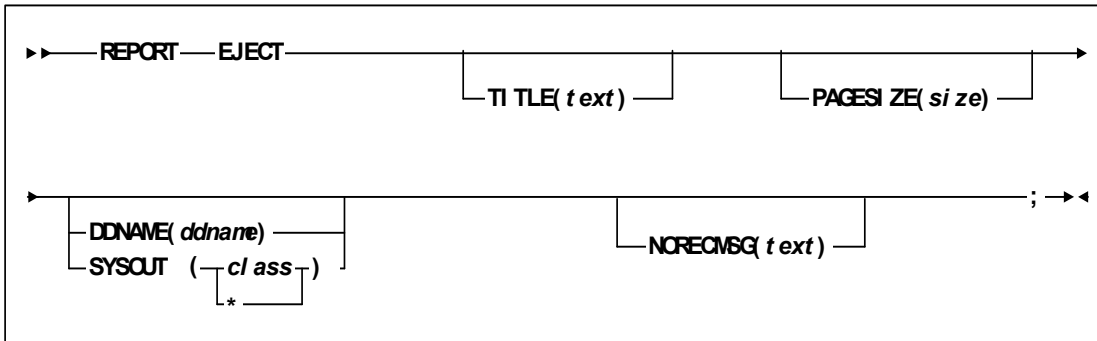 REPORT EJECT
TITLE(text)
PAGESIZE(size)
;
DDNAME(ddname)
NORECMSG(text)
SYSOUT (class)
*